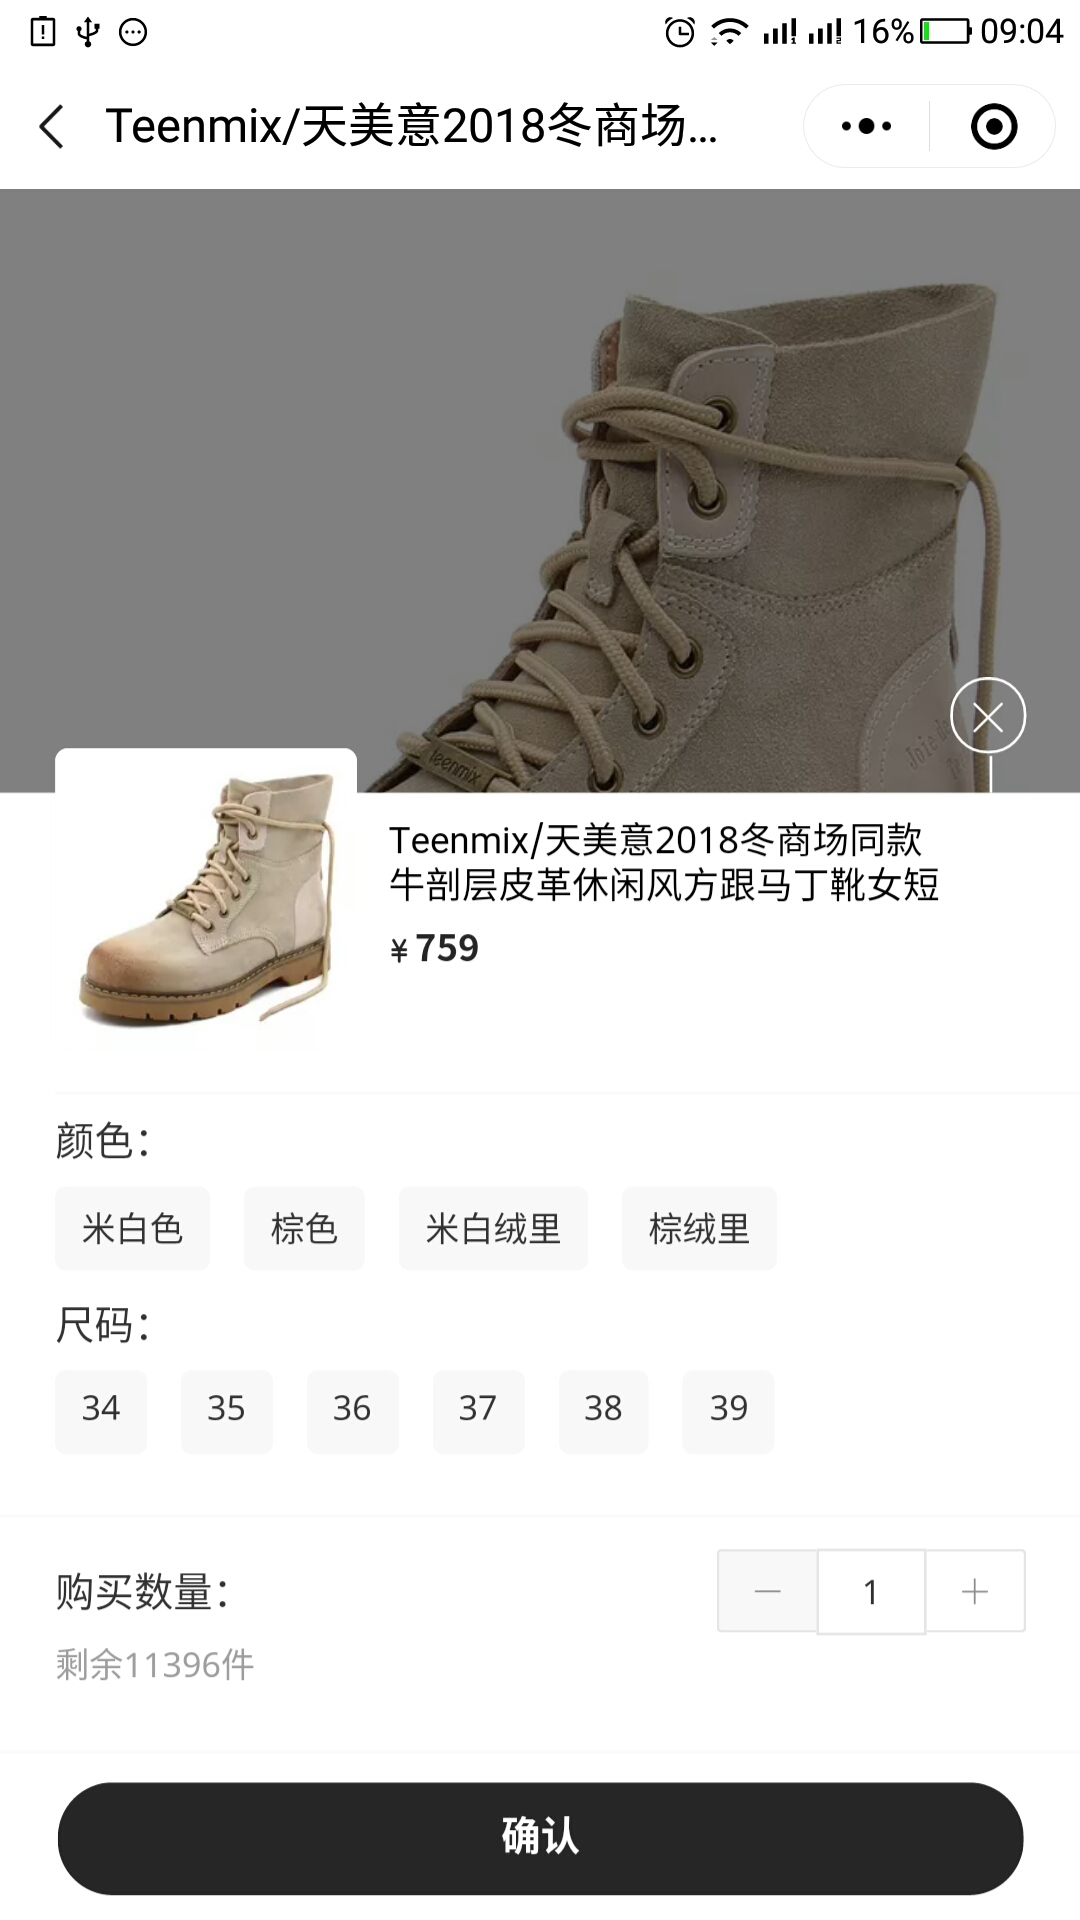 16% 09:04
Teenmix/天美意2018冬商场...
teenmix
Teenmix/天美意2018冬商场同款
牛剖层皮革休闲风方跟马丁靴女短
¥759
颜色：
米白色 棕色 米白绒里 棕绒里
尺码：
34 35 36 37 38 39
购买数量：
1
剩余11396件
确认